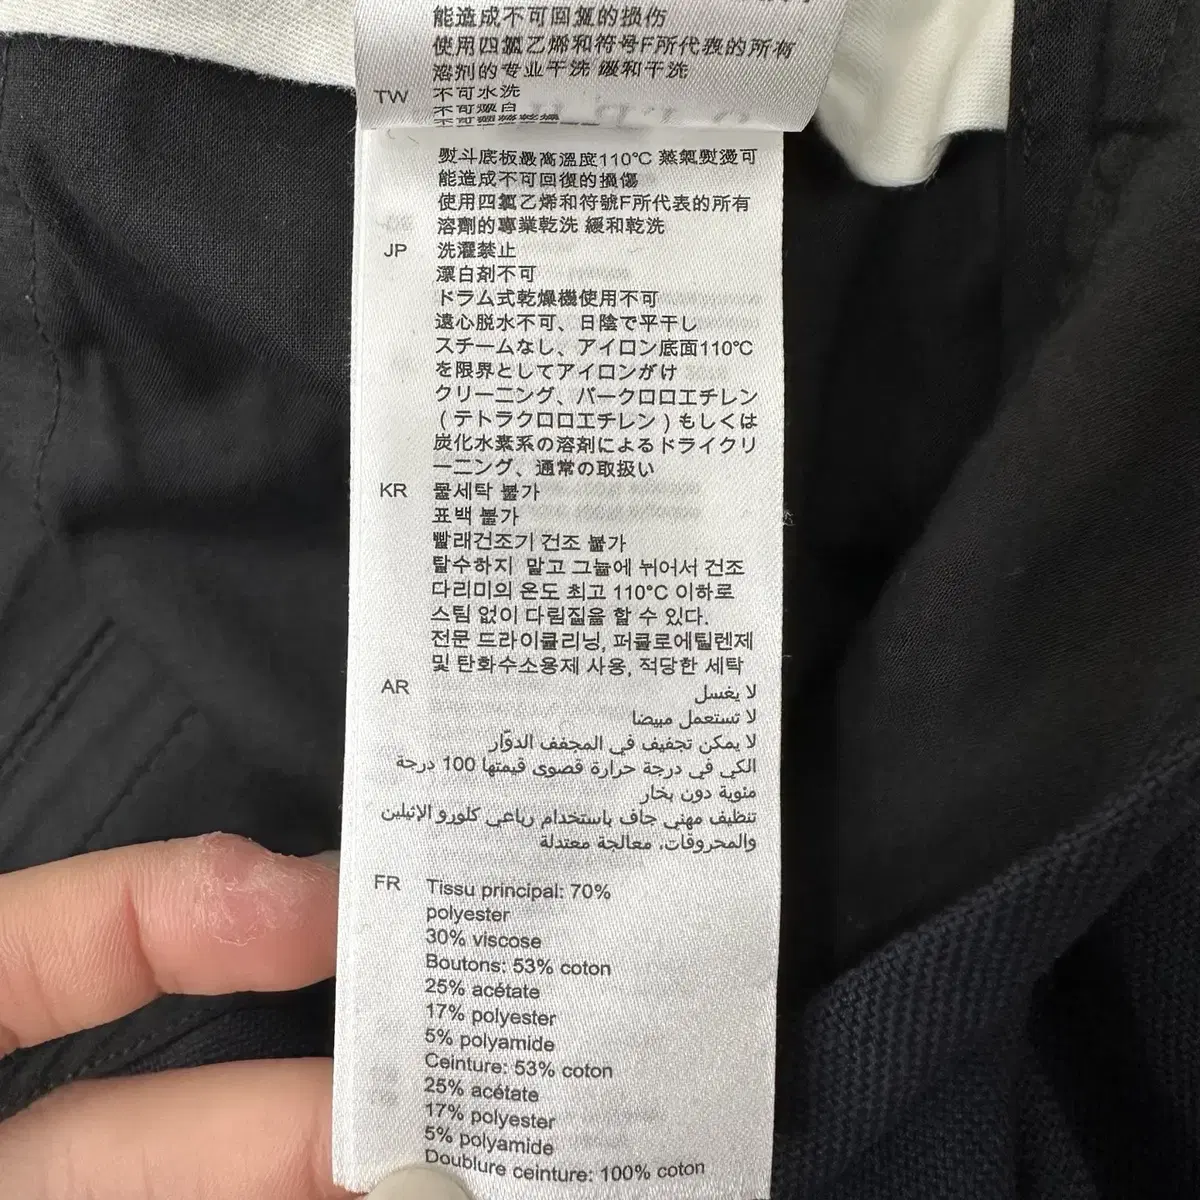 能造成不可回复的损伤
使用四氯乙烯和符号F所代表的所有
溶剂的专业干洗 缓和干洗
TW 不可水洗
不可漂白
熨斗底板最高溫度110℃ 蒸氣熨燙可
能造成不可回復的損傷
使用四氯乙烯和符號F所代表的所有
溶劑的專業乾洗 緩和乾洗
JP 洗濯禁止
漂白剤不可
ドラム式乾燥機使用不可
遠心脱水不可、日陰で平干し
スチームなし、アイロン底面110℃
を限界としてアイロンがけ
クリーニング、パークロロエチレン
(テトラクロロエチレン)もしくは
炭化水素系の溶剤によるドライクリ
ーニング、通常の取扱い
KR 물세탁 불가
표백 불가
빨래건조기 건조 불가
탈수하지 말고 그늘에 뉘어서 건조
다리미의 온도 최고 110°C 이하로
스팀 없이 다림질을 할 수 있다.
전문 드라이클리닝, 퍼클로에틸렌제
및 탄화수소용제 사용, 적당한 세탁
AR لا يغسل
لا تستعمل مبيضا
لا يمكن تجفيف في المجفف الدوّار
الكي في درجة حرارة قصوى قيمتها 100 درجة
مئوية دون بخار
تنظيف مهني جاف باستخدام رباعي كلورو الإثيلين
والمحروقات، معالجة معتدلة
FR Tissu principal: 70%
polyester
30% viscose
Boutons: 53% coton
25% acétate
17% polyester
5% polyamide
Ceinture: 53% coton
25% acétate
17% polyester
5% polyamide
Doublure ceinture: 100% coton